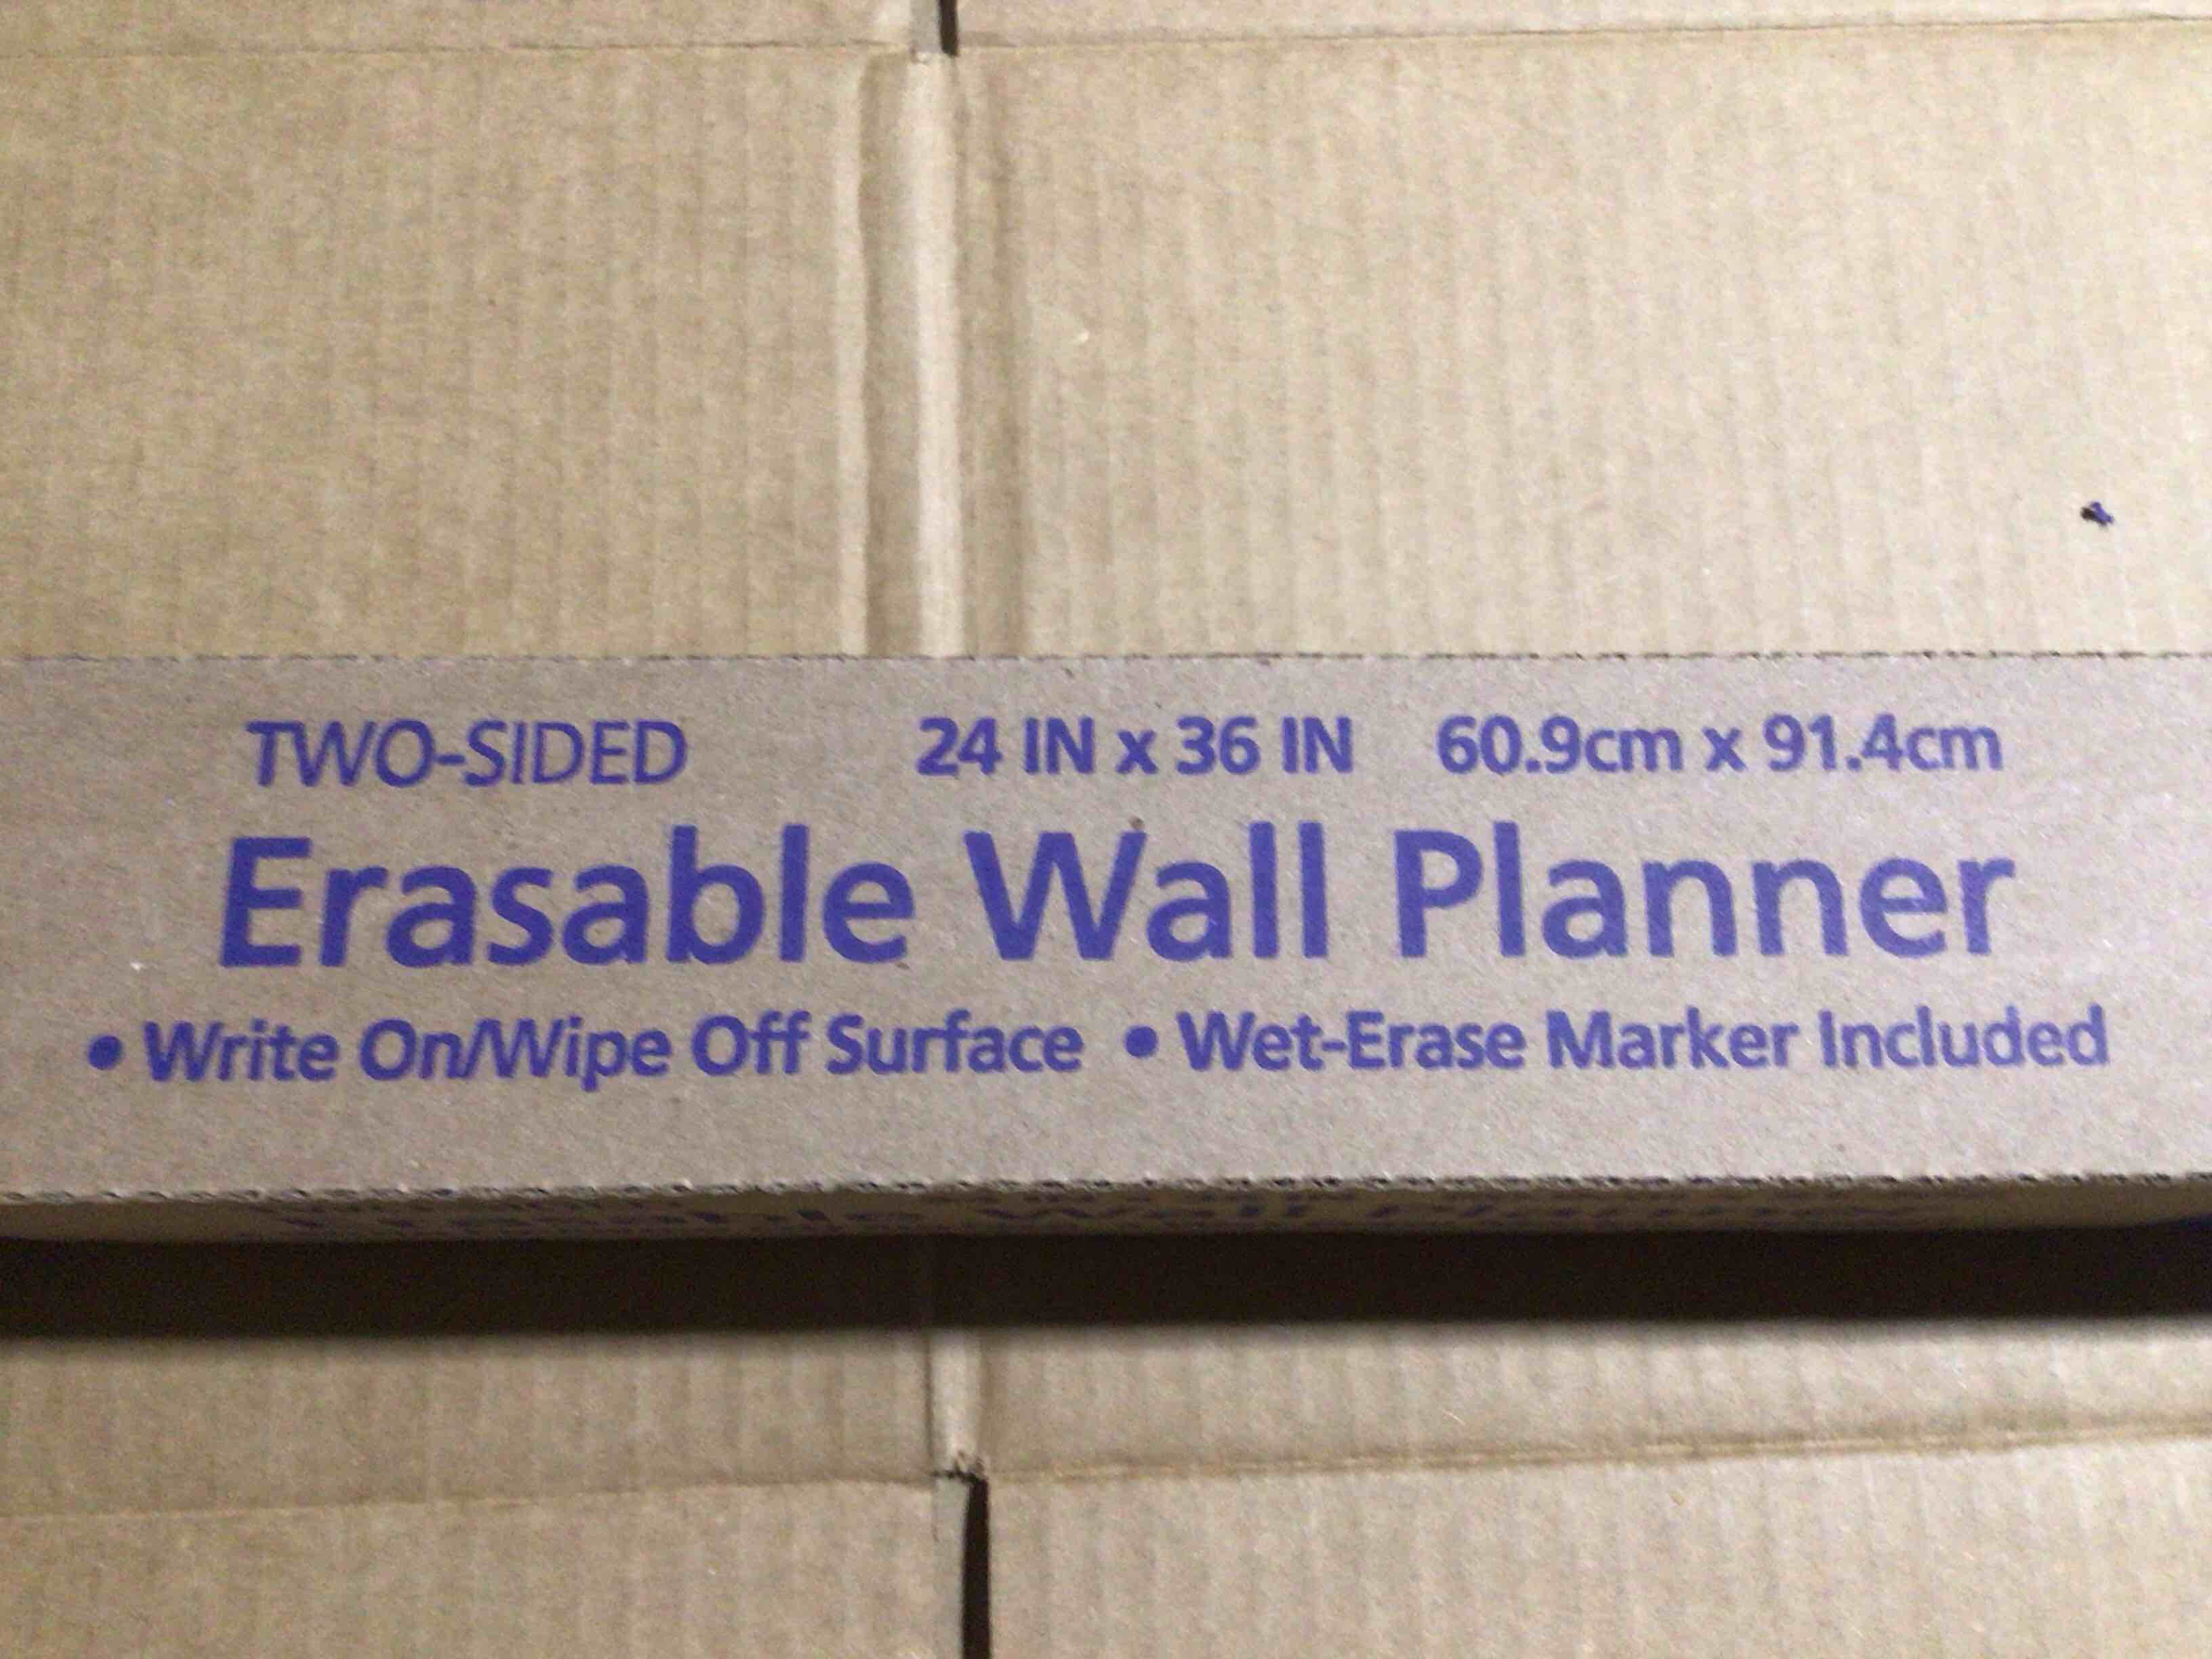 TWO-SIDED 24 IN x 36 IN 60.9cm x 91.4cm
Erasable Wall Planner
• Write On/Wipe Off Surface • Wet-Erase Marker Included